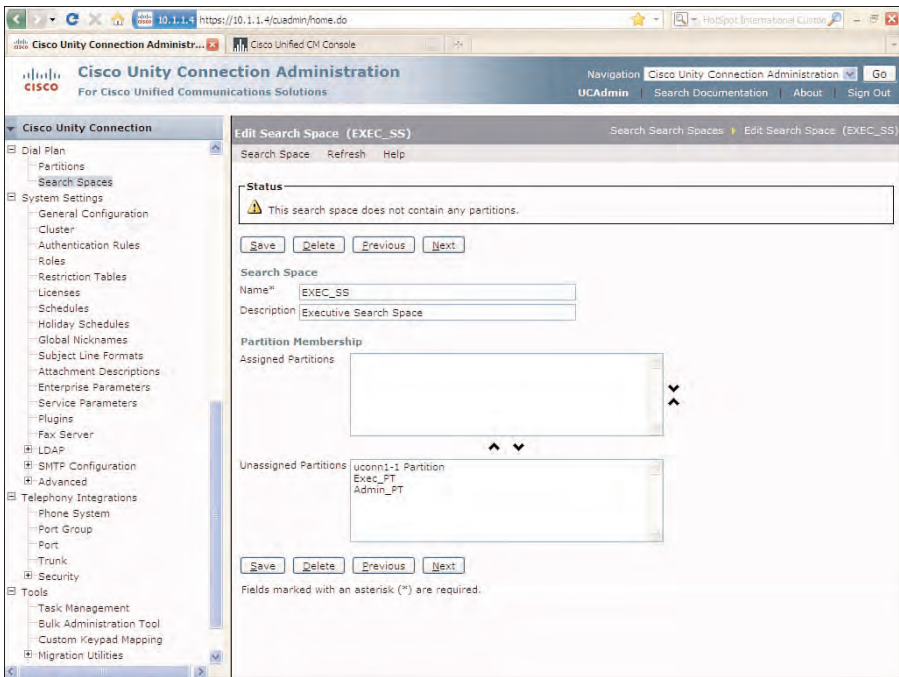 10.1.1.4 https://10.1.1.4/cuadmin/home.do
HotSpot International Custom
Cisco Unity Connection Administr...
Cisco Unified CM Console
Cisco Unity Connection Administration
For Cisco Unified Communications Solutions
cisco
Navigation Cisco Unity Connection Administration Go
UCAdmin | Search Documentation | About | Sign Out
Cisco Unity Connection
Dial Plan
Partitions
Search Spaces
System Settings
General Configuration
Cluster
Authentication Rules
Roles
Restriction Tables
Licenses
Schedules
Holiday Schedules
Global Nicknames
Subject Line Formats
Attachment Descriptions
Enterprise Parameters
Service Parameters
Plugins
Fax Server
LDAP
SMTP Configuration
Advanced
Telephony Integrations
Phone System
Port Group
Port
Trunk
Security
Tools
Task Management
Bulk Administration Tool
Custom Keypad Mapping
Migration Utilities
Edit Search Space (EXEC_SS)
Search Search Spaces Edit Search Space (EXEC_SS)
Search Space Refresh Help
Status
This search space does not contain any partitions.
Save Delete Previous Next
Search Space
Name* EXEC_SS
Description Executive Search Space
Partition Membership
Assigned Partitions
Unassigned Partitions uconn1-1 Partition
Exec_PT
Admin_PT
Save Delete Previous Next
Fields marked with an asterisk (*) are required.